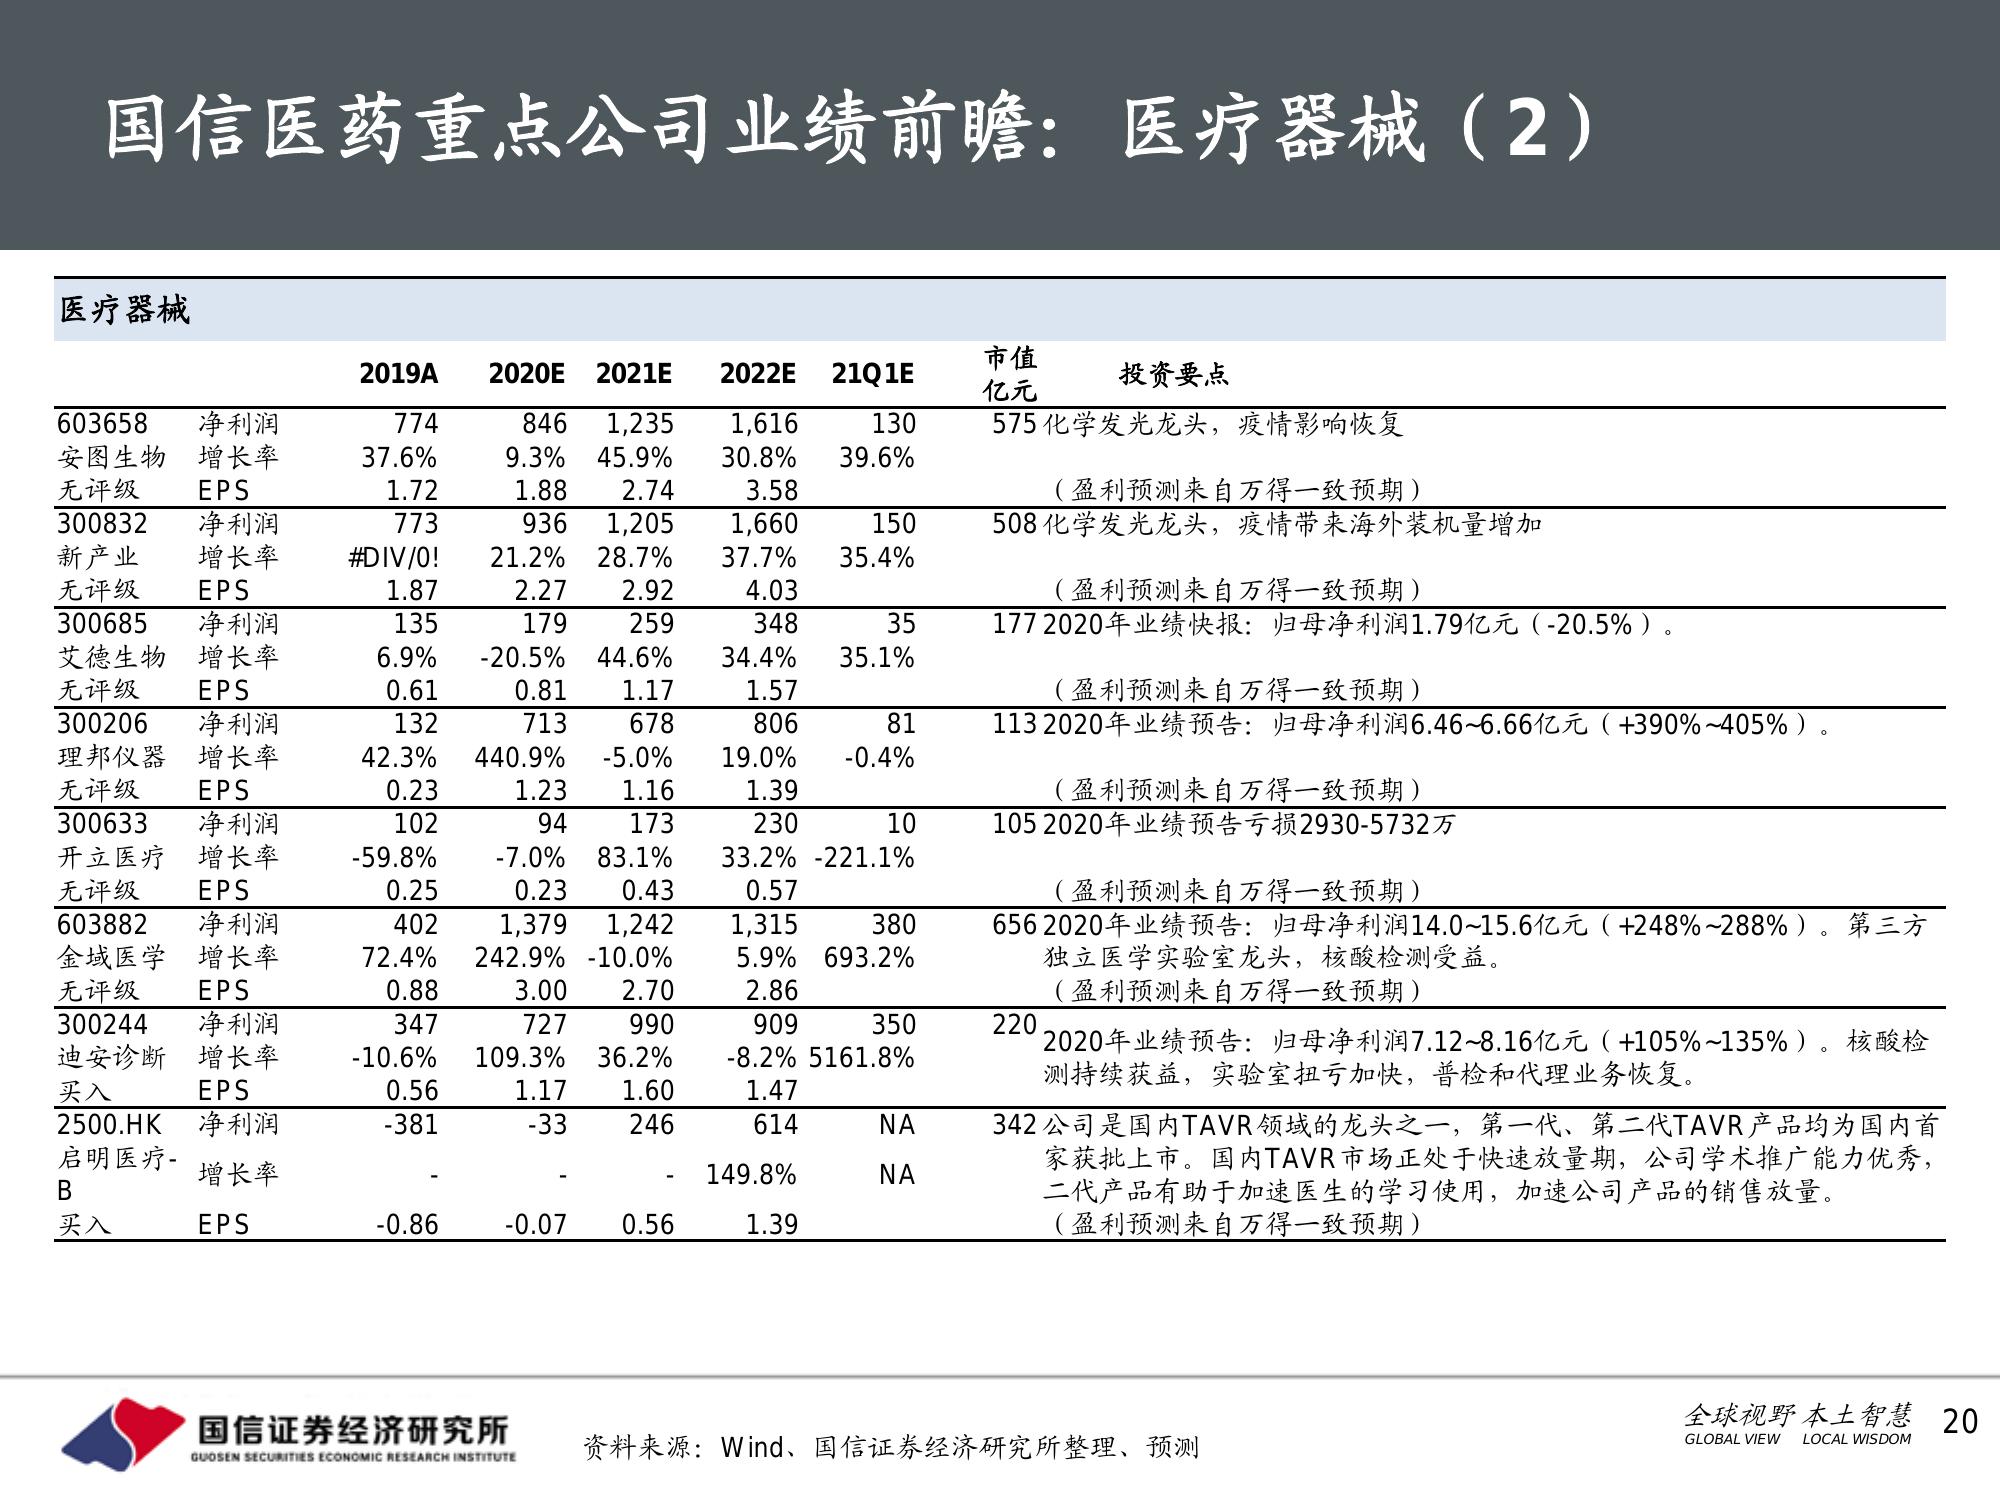 国信医药重点公司业绩前瞻：医疗器械（2）
医疗器械
2019A 2020E 2021E 2022E 21Q1E 市值亿元 投资要点
603658 净利润 774 846 1,235 1,616 130 575 化学发光龙头，疫情影响恢复
安图生物 增长率 37.6% 9.3% 45.9% 30.8% 39.6%
无评级 EPS 1.72 1.88 2.74 3.58 （盈利预测来自万得一致预期）
300832 净利润 773 936 1,205 1,660 150 508 化学发光龙头，疫情带来海外装机量增加
新产业 增长率 #DIV/0! 21.2% 28.7% 37.7% 35.4%
无评级 EPS 1.87 2.27 2.92 4.03 （盈利预测来自万得一致预期）
300685 净利润 135 179 259 348 35 177 2020年业绩快报：归母净利润1.79亿元（-20.5%）。
艾德生物 增长率 6.9% -20.5% 44.6% 34.4% 35.1%
无评级 EPS 0.61 0.81 1.17 1.57 （盈利预测来自万得一致预期）
300206 净利润 132 713 678 806 81 113 2020年业绩预告：归母净利润6.46~6.66亿元（+390%~405%）。
理邦仪器 增长率 42.3% 440.9% -5.0% 19.0% -0.4%
无评级 EPS 0.23 1.23 1.16 1.39 （盈利预测来自万得一致预期）
300633 净利润 102 94 173 230 10 105 2020年业绩预告亏损2930-5732万
开立医疗 增长率 -59.8% -7.0% 83.1% 33.2% -221.1%
无评级 EPS 0.25 0.23 0.43 0.57 （盈利预测来自万得一致预期）
603882 净利润 402 1,379 1,242 1,315 380 656 2020年业绩预告：归母净利润14.0~15.6亿元（+248%~288%）。第三方
金域医学 增长率 72.4% 242.9% -10.0% 5.9% 693.2% 独立医学实验室龙头，核酸检测受益。
无评级 EPS 0.88 3.00 2.70 2.86 （盈利预测来自万得一致预期）
300244 净利润 347 727 990 909 350 220
2020年业绩预告：归母净利润7.12~8.16亿元（+105%~135%）。核酸检
迪安诊断 增长率 -10.6% 109.3% 36.2% -8.2% 5161.8%
测持续获益，实验室扭亏加快，普检和代理业务恢复。
买入 EPS 0.56 1.17 1.60 1.47
2500.HK 净利润 -381 -33 246 614 NA 342 公司是国内TAVR领域的龙头之一，第一代、第二代TAVR产品均为国内首
启明医疗- 家获批上市。国内TAVR市场正处于快速放量期，公司学术推广能力优秀，
增长率 - - - 149.8% NA
B 二代产品有助于加速医生的学习使用，加速公司产品的销售放量。
买入 EPS -0.86 -0.07 0.56 1.39 （盈利预测来自万得一致预期）
国信证券经济研究所
GUOSEN SECURITIES ECONOMIC RESEARCH INSTITUTE
资料来源：Wind、国信证券经济研究所整理、预测
全球视野 本土智慧
GLOBAL VIEW LOCAL WISDOM
20